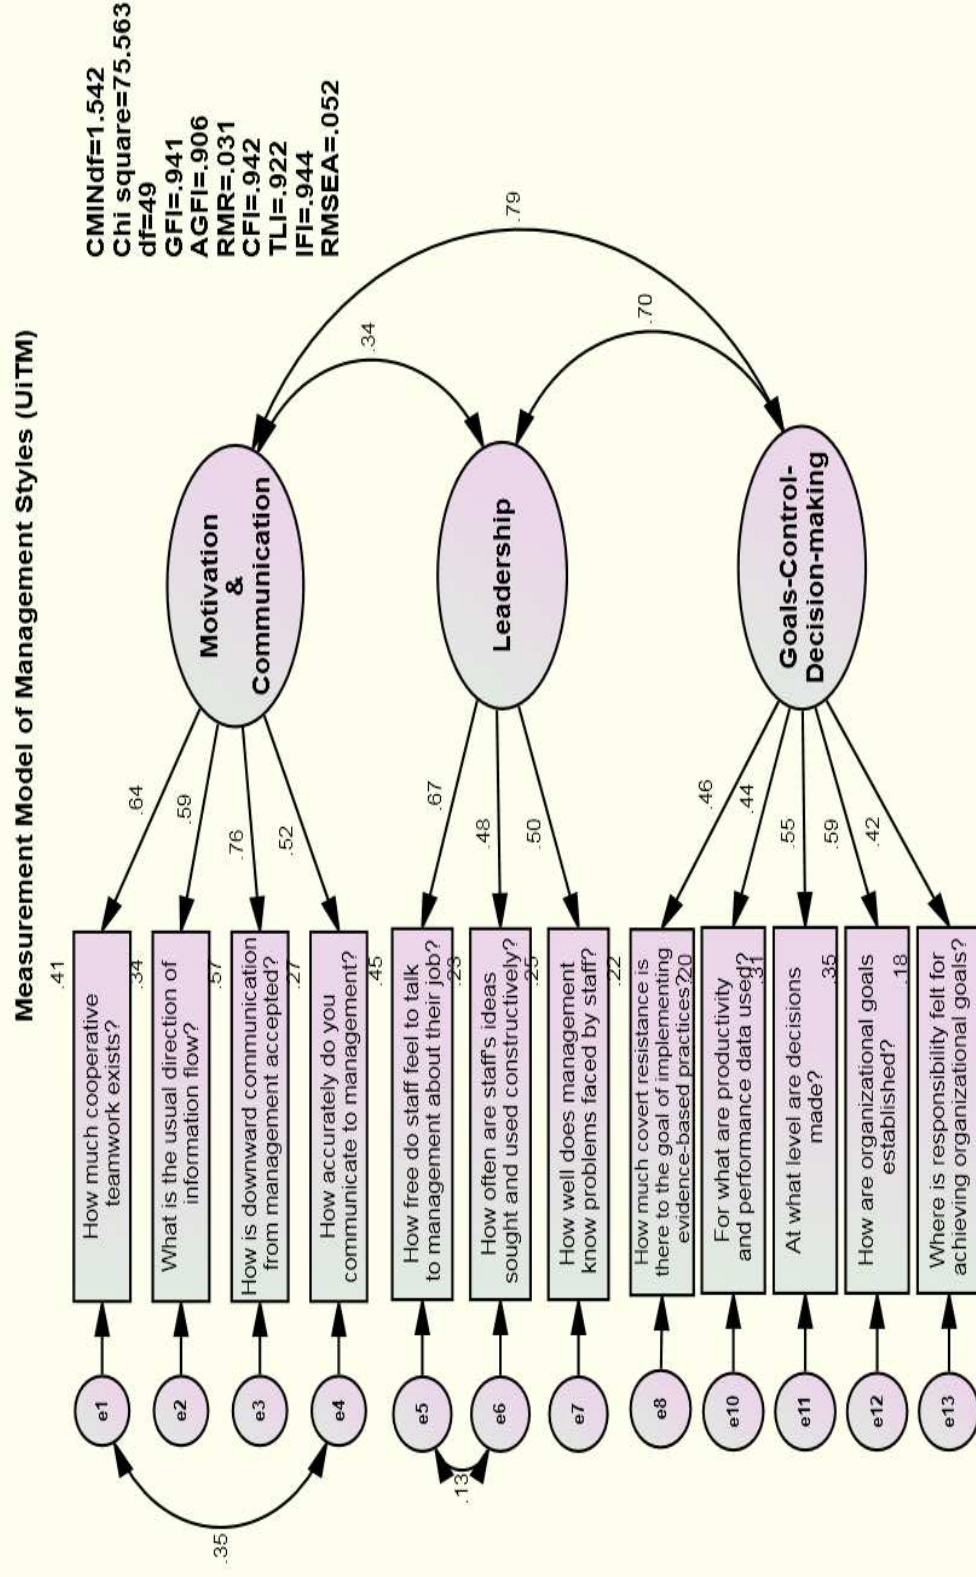 Measurement Model of Management Styles (UiTM)
CMINdf=1.542
Chi square=75.563
df=49
GFI=.941
AGFI=.906
RMR=.031
CFI=.942
TLI=.922
IFI=.944
RMSEA=.052
.35
e1
e2
e3
e4
.13
e5
e6
e7
e8
e10
e11
e12
e13
.41
How much cooperative
teamwork exists?
.34
What is the usual direction of
information flow?
.57
How is downward communication
from management accepted?
.27
How accurately do you
communicate to management?
.45
How free do staff feel to talk
to management about their job?
.23
How often are staff's ideas
sought and used constructively?
.25
How well does management
know problems faced by staff?
.22
How much covert resistance is
there to the goal of implementing
evidence-based practices?
.20
For what are productivity
and performance data used?
.31
At what level are decisions
made?
.35
How are organizational goals
established?
.18
Where is responsibility felt for
achieving organizational goals?
.64
.59
.76
.52
.67
.48
.50
.46
.44
.55
.59
.42
Motivation
&
Communication
Leadership
Goals-Control-
Decision-making
.34
.70
.79